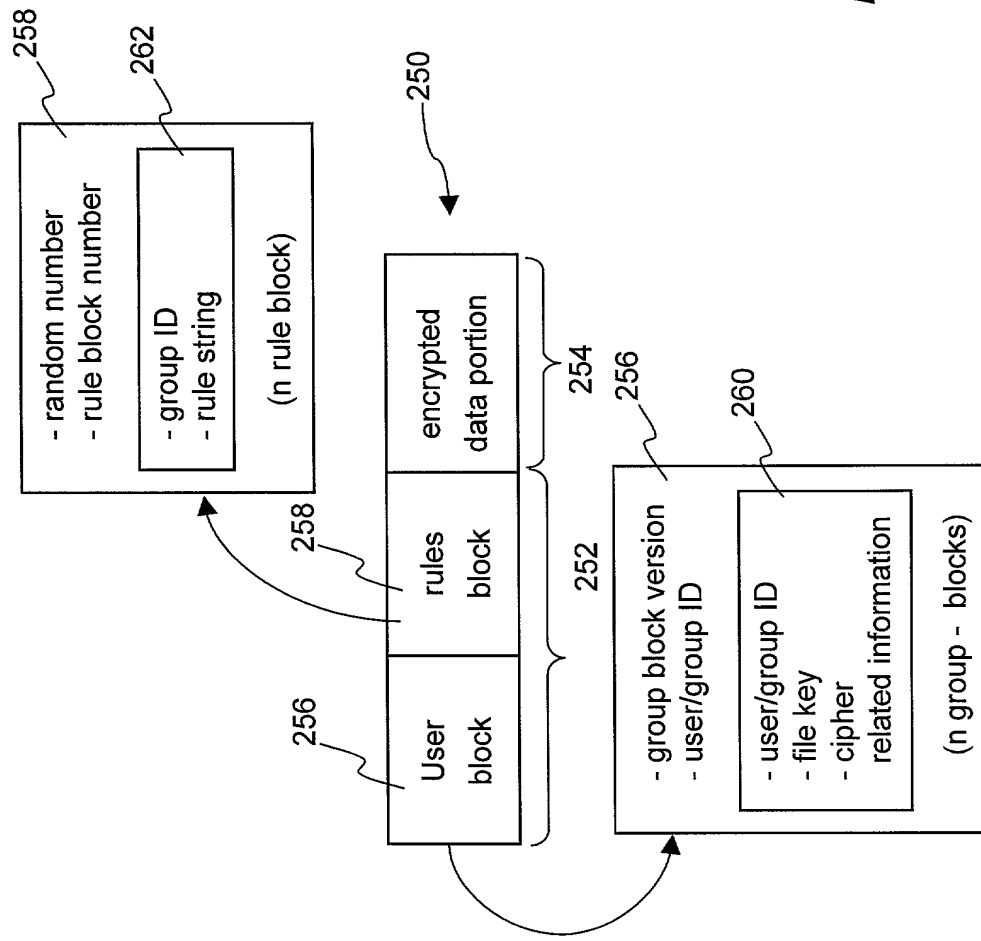 258
- random number
- rule block number
262
- group ID
- rule string
(n rule block)
250
256
User
block
258
rules
block
encrypted
data portion
252
254
- group block version
- user/group ID
256
260
- user/group ID
- file key
- cipher
related information
(n group - blocks)